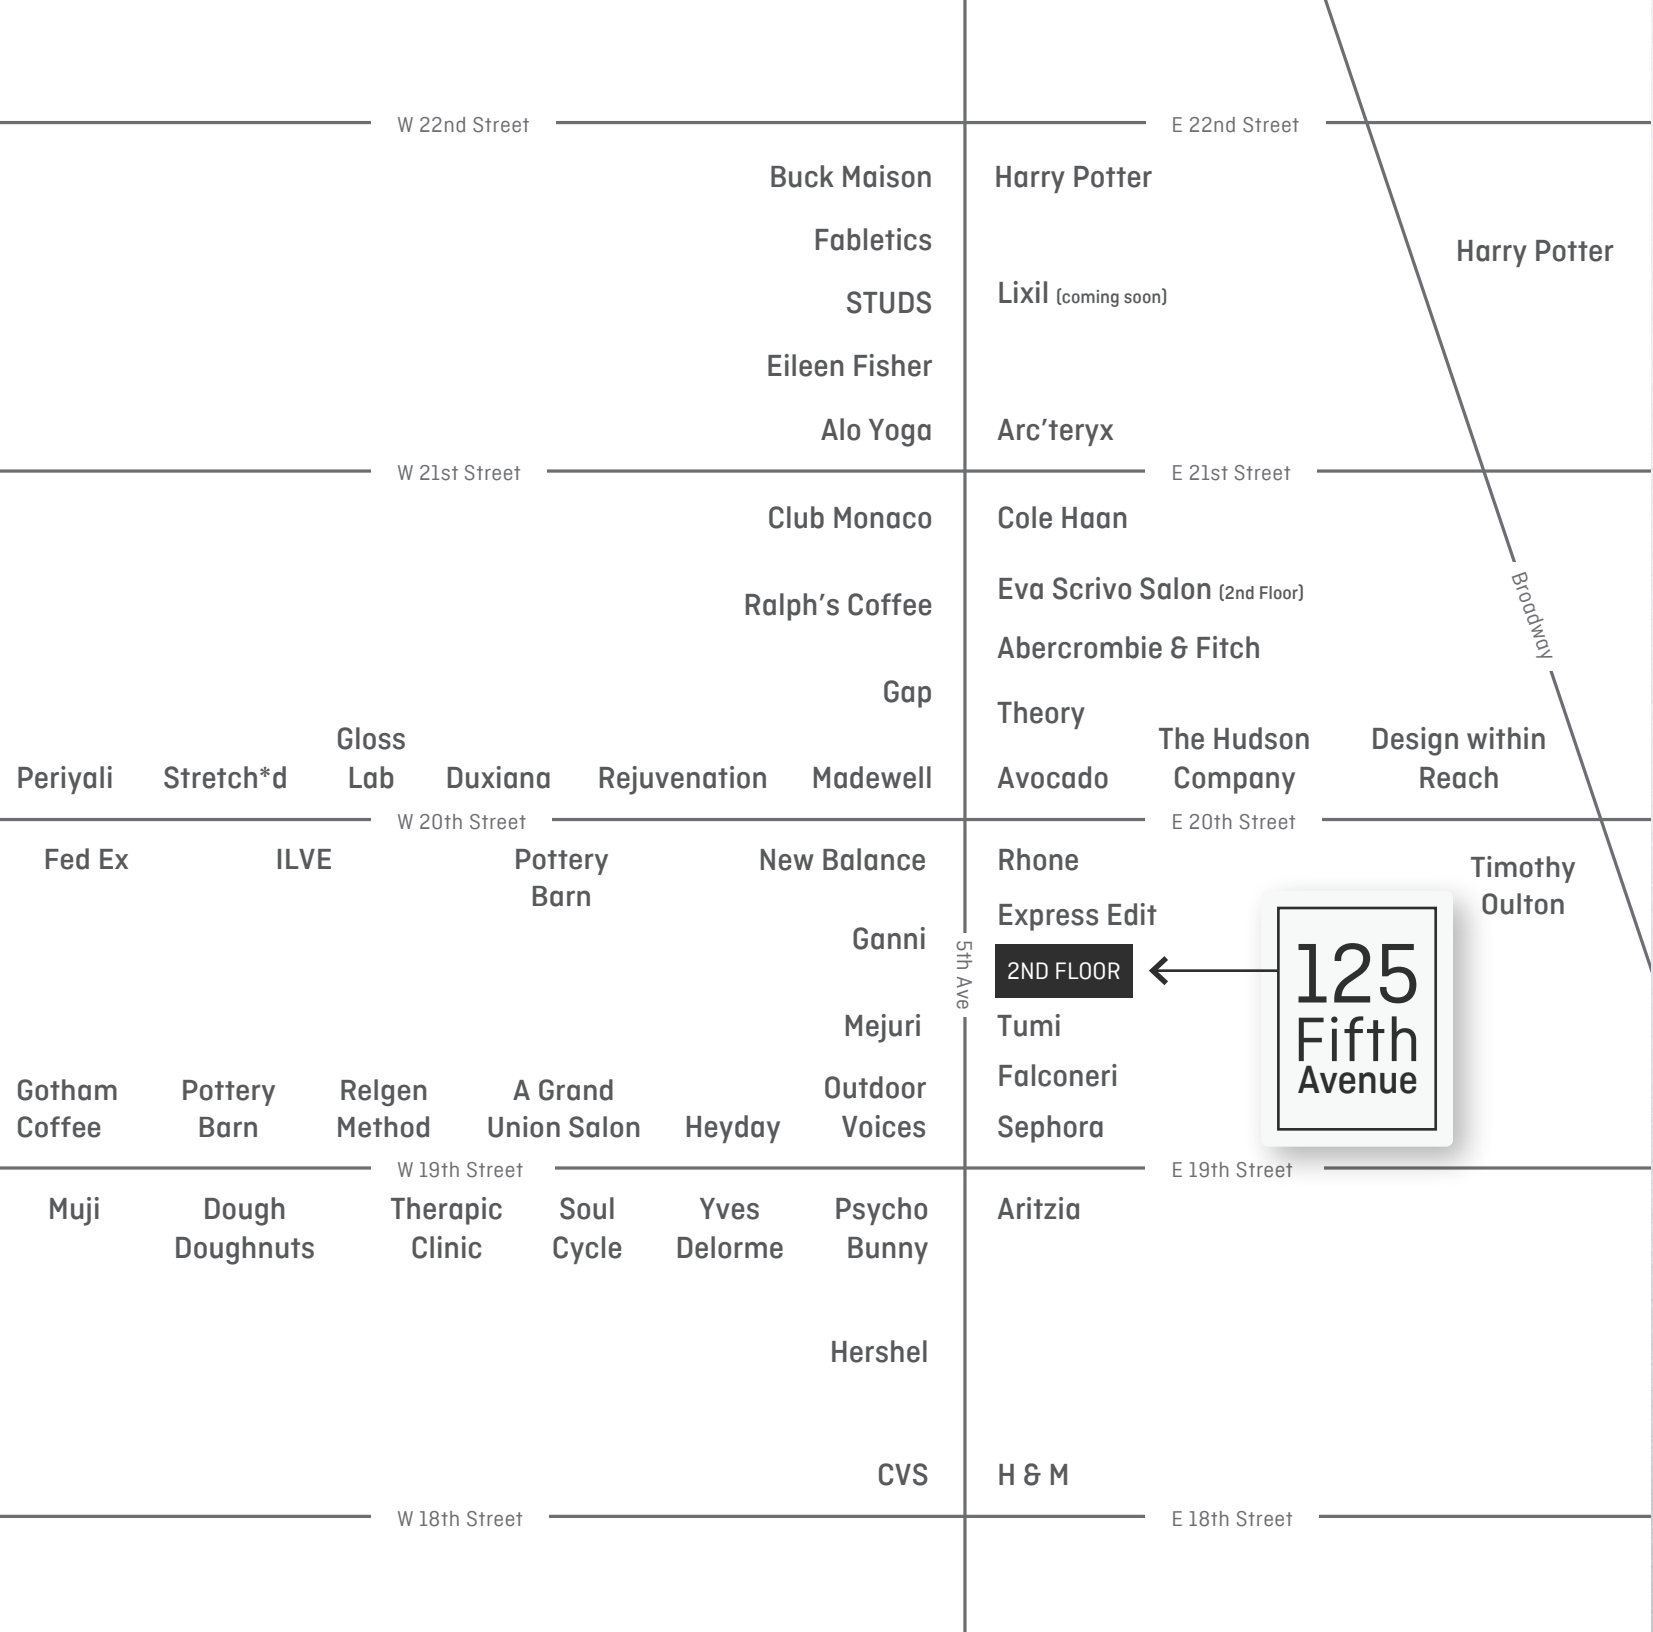 W 22nd Street
E 22nd Street
Buck Maison
Harry Potter
Fabletics
Harry Potter
STUDS
Lixil (coming soon)
Eileen Fisher
Alo Yoga
Arc’teryx
W 21st Street
E 21st Street
Club Monaco
Cole Haan
Broadway
Ralph’s Coffee
Eva Scrivo Salon (2nd Floor)
Abercrombie & Fitch
Gap
Theory
Periyali
Stretch*d
Gloss
Lab
Duxiana
Rejuvenation
Madewell
Avocado
The Hudson
Company
Design within
Reach
W 20th Street
E 20th Street
Fed Ex
ILVE
Pottery
Barn
New Balance
Rhone
Timothy
Oulton
Express Edit
Ganni
5th Ave
2ND FLOOR
125
Fifth
Avenue
Mejuri
Tumi
Falconeri
Gotham
Coffee
Pottery
Barn
Relgen
Method
A Grand
Union Salon
Heyday
Outdoor
Voices
Sephora
W 19th Street
E 19th Street
Muji
Dough
Doughnuts
Therapic
Clinic
Soul
Cycle
Yves
Delorme
Psycho
Bunny
Aritzia
Hershel
CVS
H & M
W 18th Street
E 18th Street